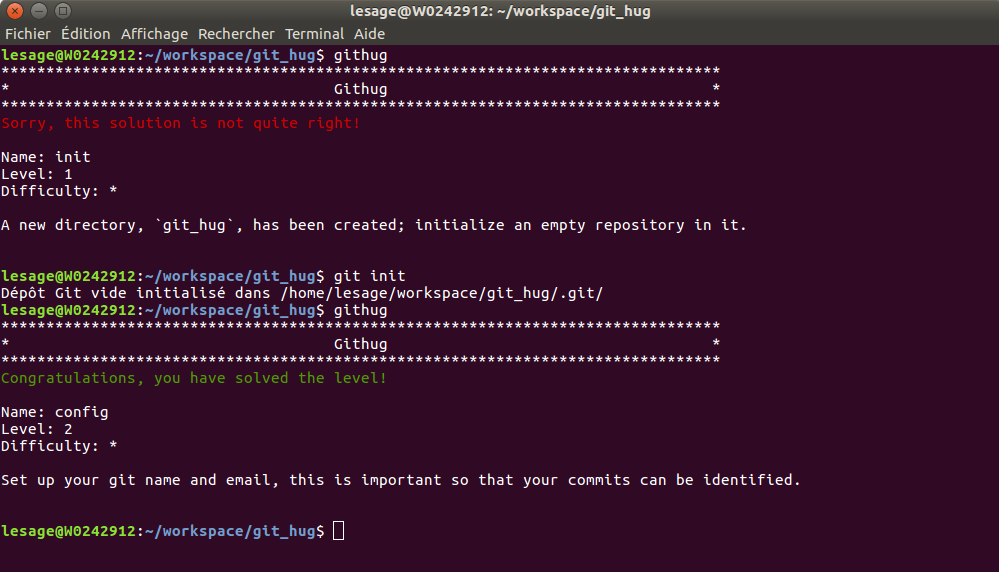 lesage@W0242912: ~/workspace/git_hug
Fichier Édition Affichage Rechercher Terminal Aide
lesage@W0242912:~/workspace/git_hug$ githug
********************************************************************************
*                                    Githug                                    *
********************************************************************************
Sorry, this solution is not quite right!
Name: init
Level: 1
Difficulty: *
A new directory, `git_hug`, has been created; initialize an empty repository in it.
lesage@W0242912:~/workspace/git_hug$ git init
Dépôt Git vide initialisé dans /home/lesage/workspace/git_hug/.git/
lesage@W0242912:~/workspace/git_hug$ githug
********************************************************************************
*                                    Githug                                    *
********************************************************************************
Congratulations, you have solved the level!
Name: config
Level: 2
Difficulty: *
Set up your git name and email, this is important so that your commits can be identified.
lesage@W0242912:~/workspace/git_hug$